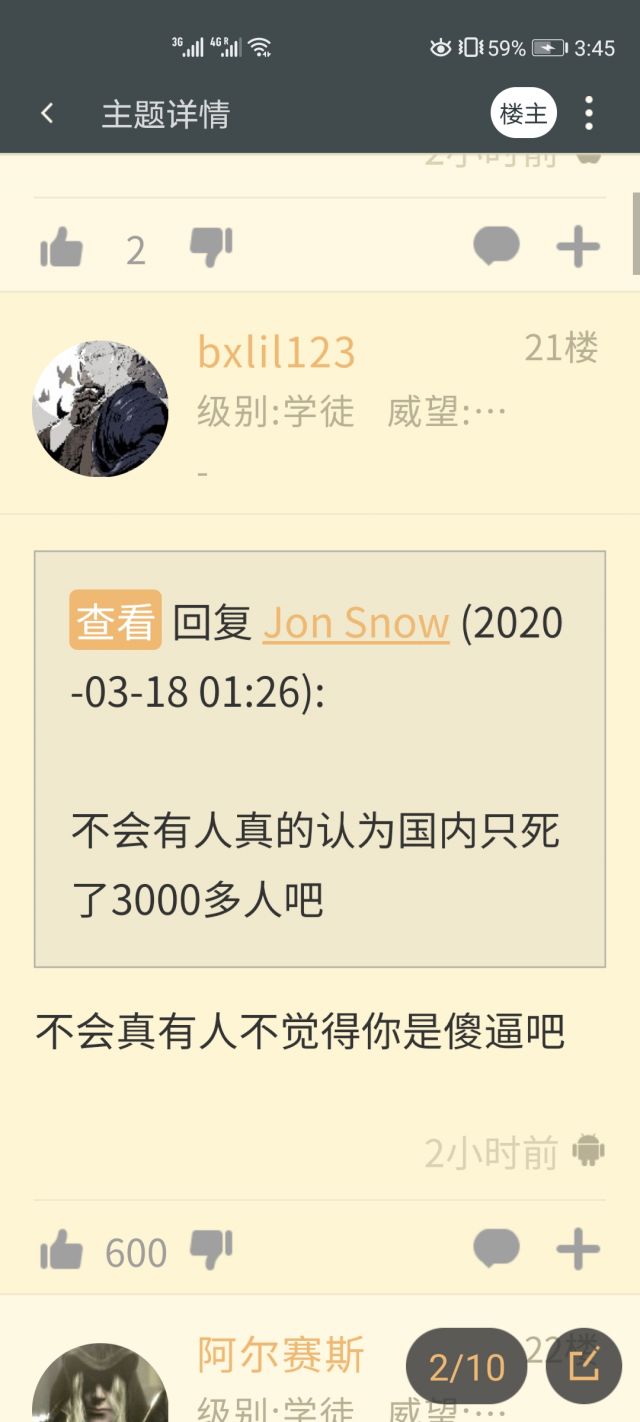 3G 4G R 59% 3:45
主题详情 楼主
2小时前
2
bxlil123 21楼
级别:学徒 威望:…
-
查看 回复 Jon Snow (2020
-03-18 01:26):
不会有人真的认为国内只死
了3000多人吧
不会真有人不觉得你是傻逼吧
2小时前
600
阿尔赛斯 22楼
2/10
级别:学徒 威望:…